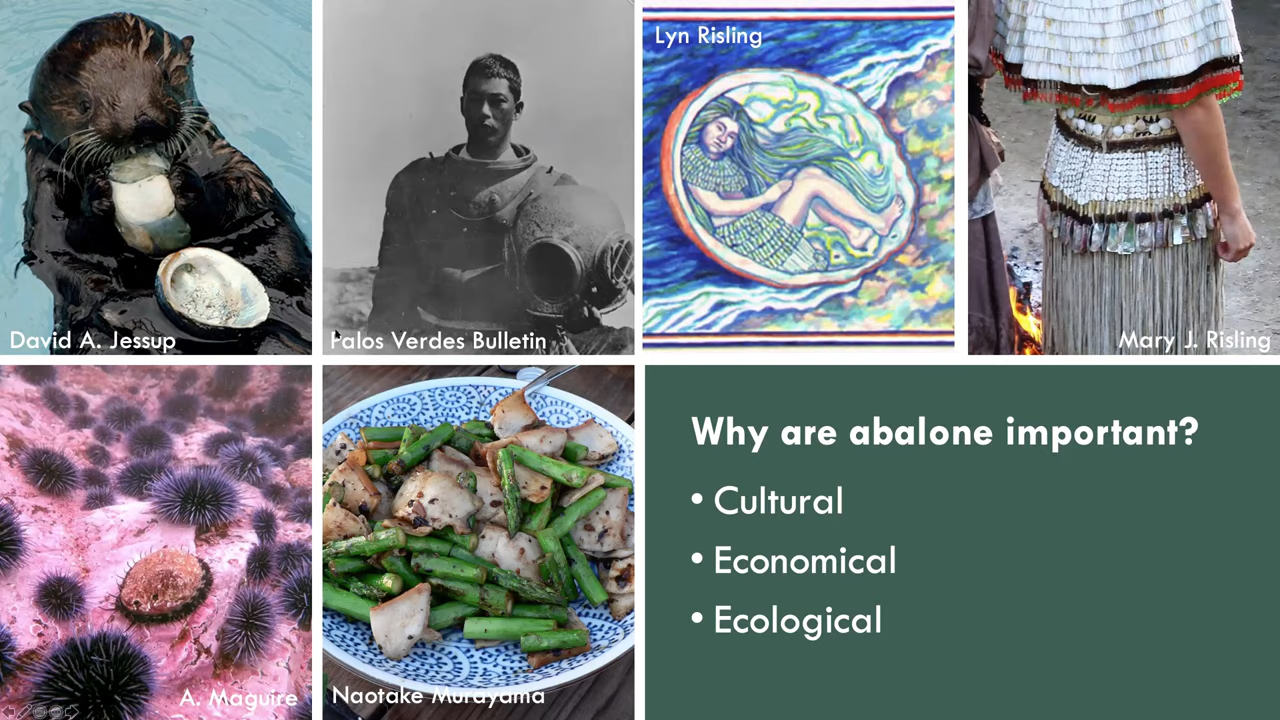 Lyn Risling
David A. Jessup
Palos Verdes Bulletin
Mary J. Risling
Why are abalone important?
• Cultural
• Economical
• Ecological
A. Maguire
Naotake Murayama